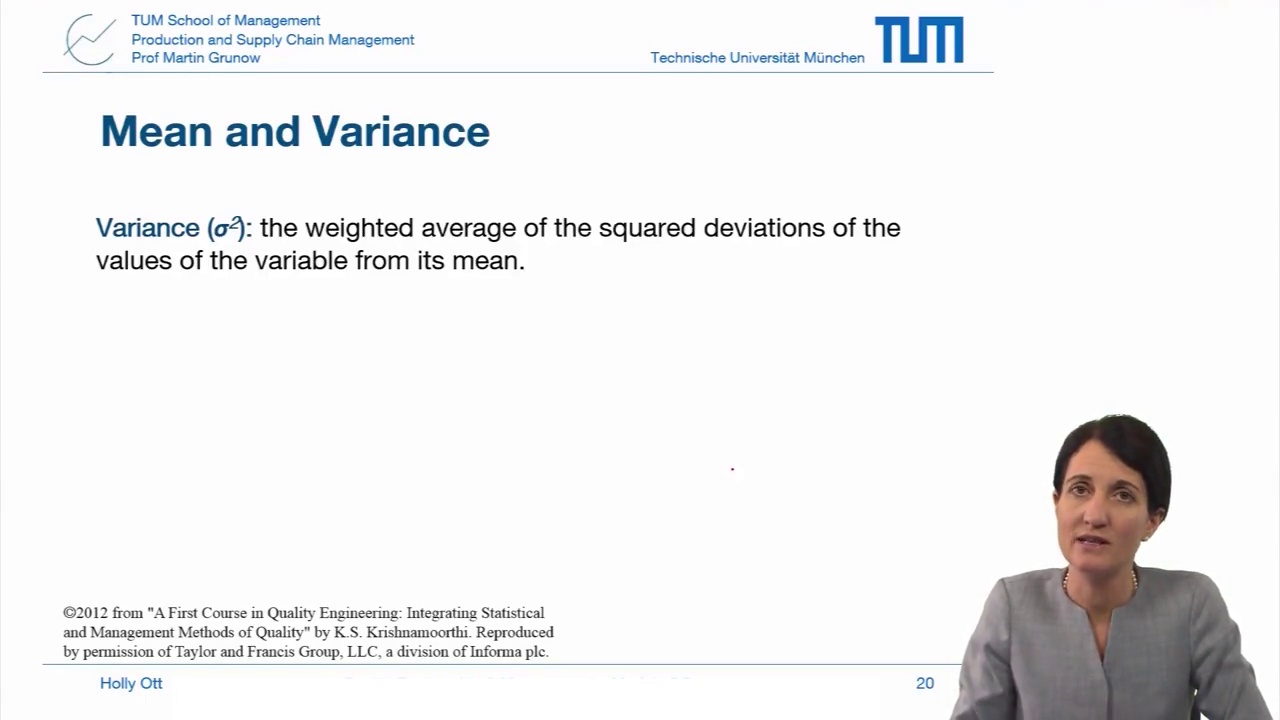 TUM School of Management
Production and Supply Chain Management
Prof Martin Grunow
Technische Universität München
TUM
Mean and Variance
Variance (σ²): the weighted average of the squared deviations of the
values of the variable from its mean.
©2012 from "A First Course in Quality Engineering: Integrating Statistical
and Management Methods of Quality" by K.S. Krishnamoorthi. Reproduced
by permission of Taylor and Francis Group, LLC, a division of Informa plc.
Holly Ott
20